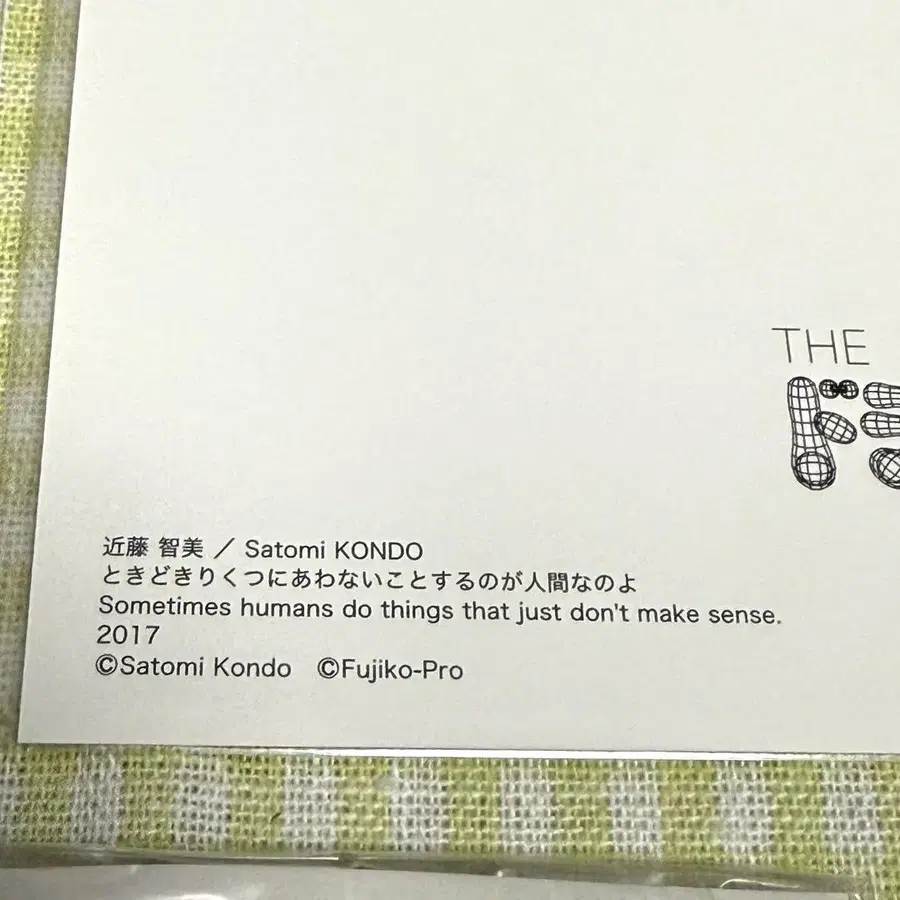 THE
ド
近藤 智美 ／ Satomi KONDO
ときどきりくつにあわないことするのが人間なのよ
Sometimes humans do things that just don't make sense.
2017
©Satomi Kondo ©Fujiko-Pro